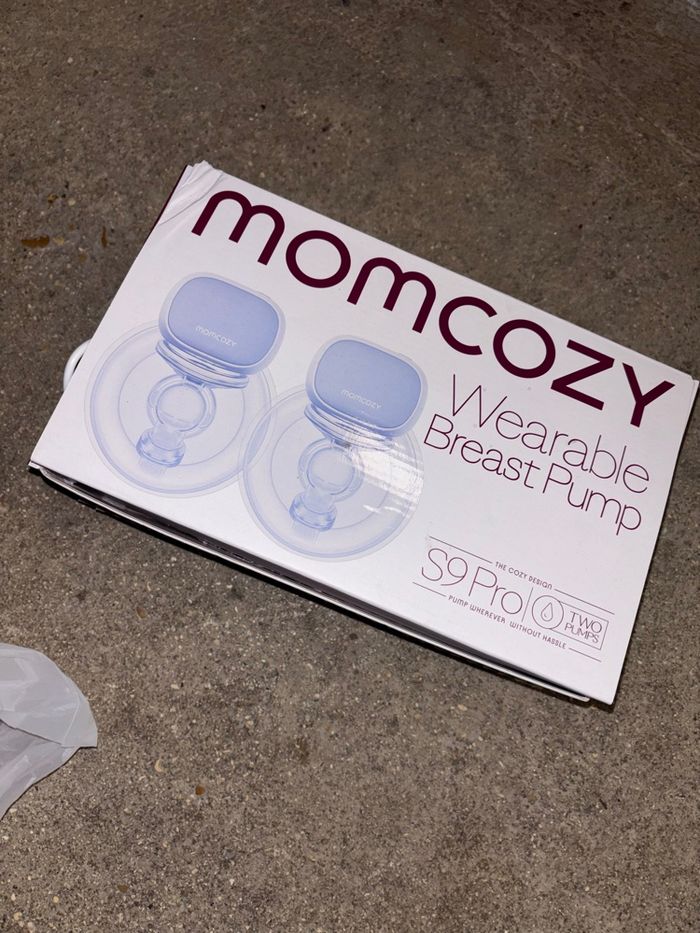 momcozy
Wearable
Breast Pump
momcozy
momcozy
THE COZY DESIGN
S9 Pro
TWO
PUMPS
PUMP WHEREVER WITHOUT HASSLE